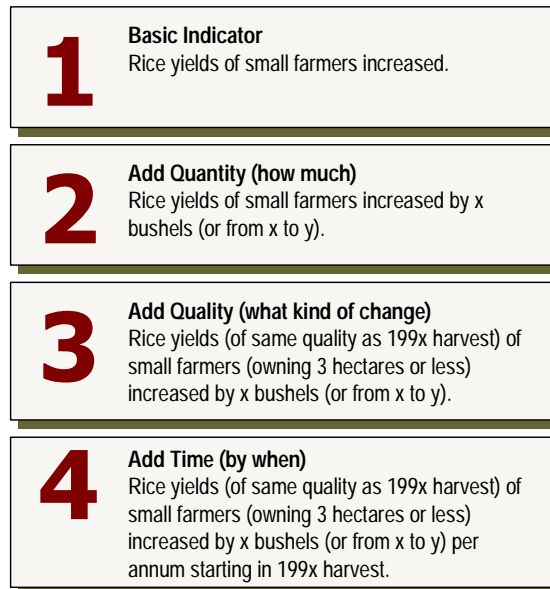 1
Basic Indicator
Rice yields of small farmers increased.
2
Add Quantity (how much)
Rice yields of small farmers increased by x
bushels (or from x to y).
3
Add Quality (what kind of change)
Rice yields (of same quality as 199x harvest) of
small farmers (owning 3 hectares or less)
increased by x bushels (or from x to y).
4
Add Time (by when)
Rice yields (of same quality as 199x harvest) of
small farmers (owning 3 hectares or less)
increased by x bushels (or from x to y) per
annum starting in 199x harvest.